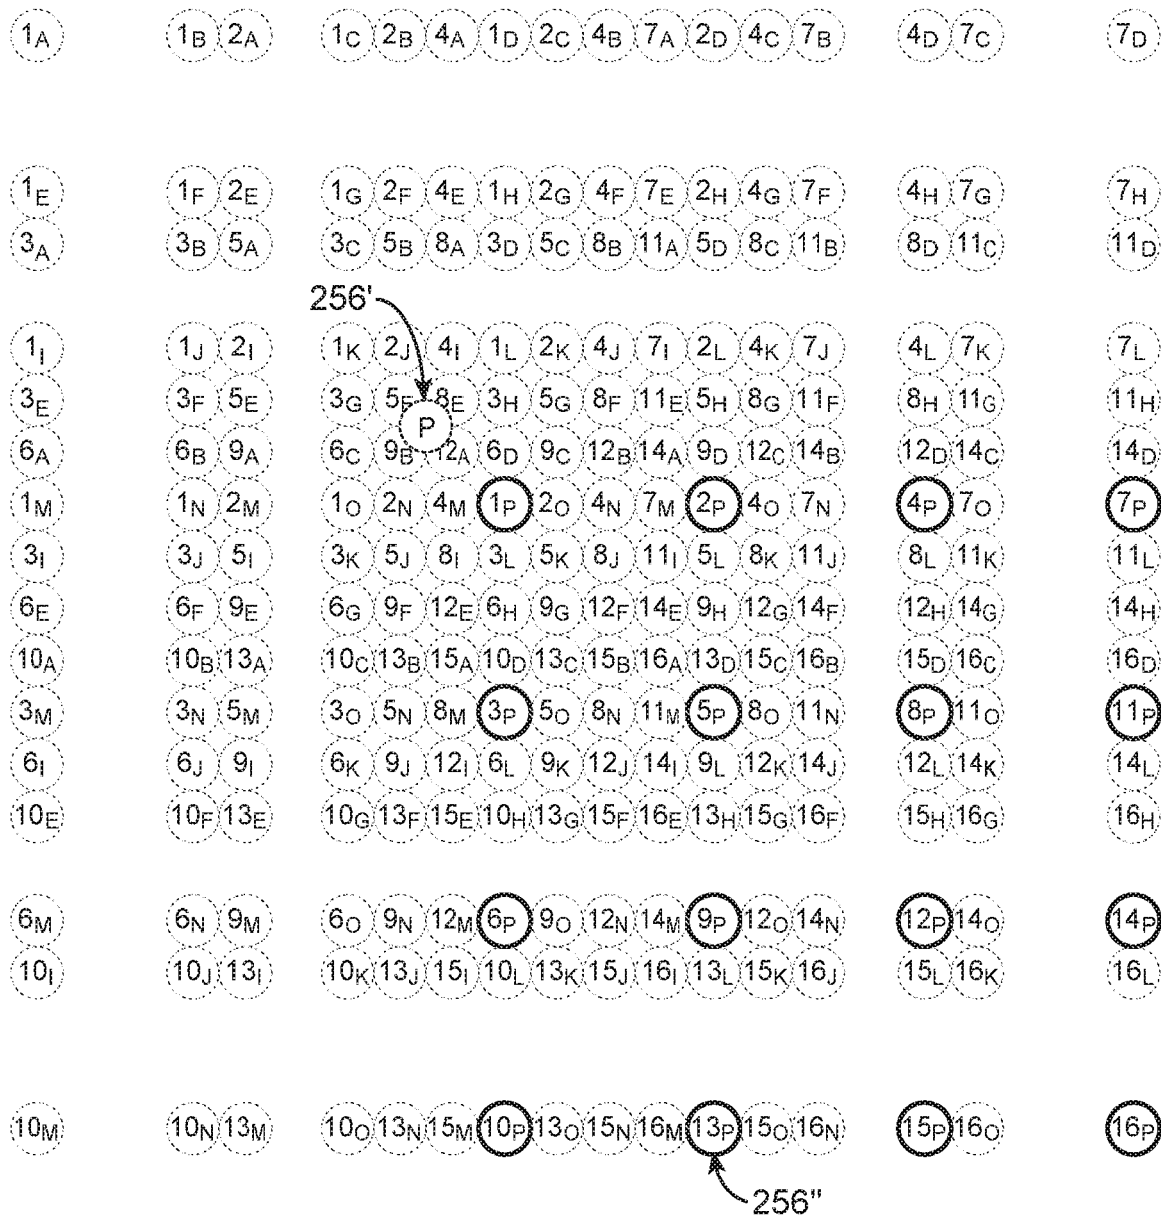 1A 1B 2A 1C 2B 4A 1D 2C 4B 7A 2D 4C 7B 4D 7C 7D
1E 1F 2E 1G 2F 4E 1H 2G 4F 7E 2H 4G 7F 4H 7G 7H
3A 3B 5A 3C 5B 8A 3D 5C 8B 11A 5D 8C 11B 8D 11C 11D
256'
1I 1J 2I 1K 2J 4I 1L 2K 4J 7I 2L 4K 7J 4L 7K 7L
3E 3F 5E 3G 5F 8E 3H 5G 8F 11E 5H 8G 11F 8H 11G 11H
P
6A 6B 9A 6C 9B 12A 6D 9C 12B 14A 9D 12C 14B 12D 14C 14D
1M 1N 2M 1O 2N 4M 1P 2O 4N 7M 2P 4O 7N 4P 7O 7P
3I 3J 5I 3K 5J 8I 3L 5K 8J 11I 5L 8K 11J 8L 11K 11L
6E 6F 9E 6G 9F 12E 6H 9G 12F 14E 9H 12G 14F 12H 14G 14H
10A 10B 13A 10C 13B 15A 10D 13C 15B 16A 13D 15C 16B 15D 16C 16D
3M 3N 5M 3O 5N 8M 3P 5O 8N 11M 5P 8O 11N 8P 11O 11P
6I 6J 9I 6K 9J 12I 6L 9K 12J 14I 9L 12K 14J 12L 14K 14L
10E 10F 13E 10G 13F 15E 10H 13G 15F 16E 13H 15G 16F 15H 16G 16H
6M 6N 9M 6O 9N 12M 6P 9O 12N 14M 9P 12O 14N 12P 14O 14P
10I 10J 13I 10K 13J 15I 10L 13K 15J 16I 13L 15K 16J 15L 16K 16L
10M 10N 13M 10O 13N 15M 10P 13O 15N 16M 13P 15O 16N 15P 16O 16P
256"